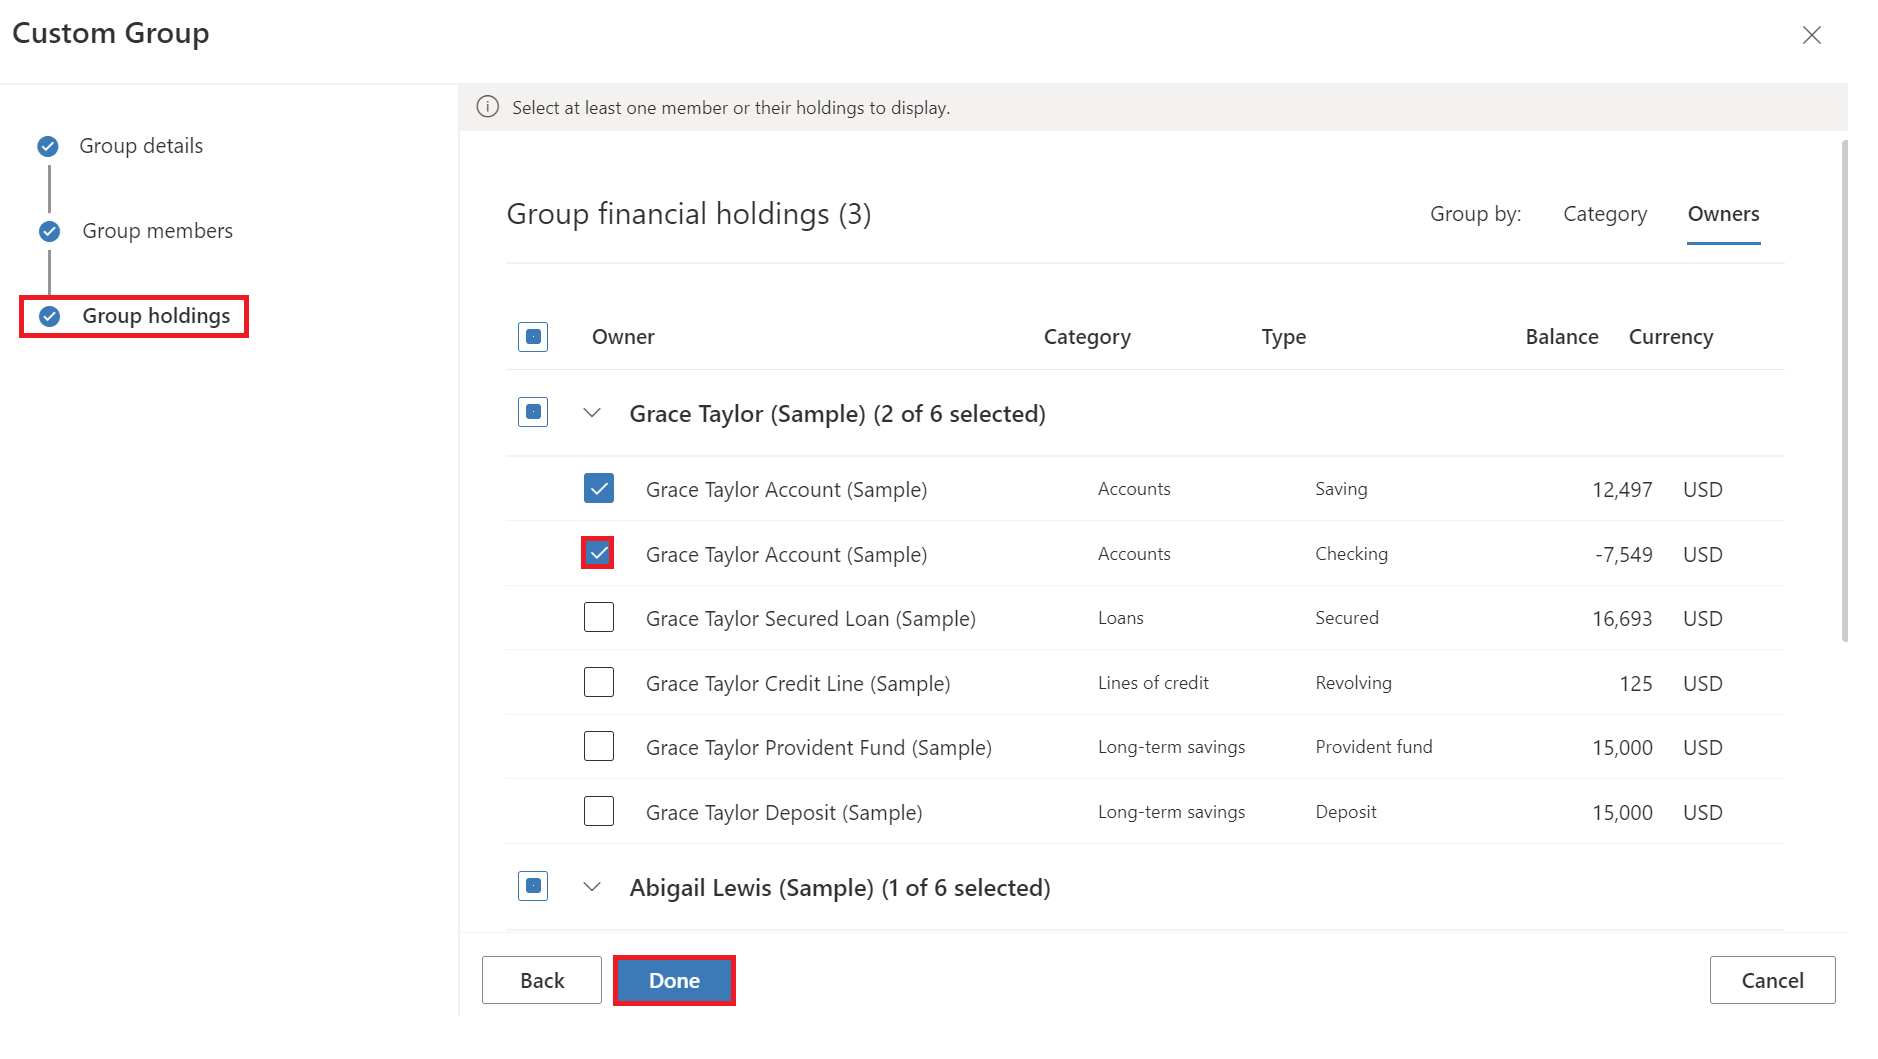 Custom Group
Select at least one member or their holdings to display.
Group details
Group members
Group holdings
Group financial holdings (3)
Group by: Category Owners
Owner Category Type Balance Currency
Grace Taylor (Sample) (2 of 6 selected)
Grace Taylor Account (Sample) Accounts Saving 12,497 USD
Grace Taylor Account (Sample) Accounts Checking -7,549 USD
Grace Taylor Secured Loan (Sample) Loans Secured 16,693 USD
Grace Taylor Credit Line (Sample) Lines of credit Revolving 125 USD
Grace Taylor Provident Fund (Sample) Long-term savings Provident fund 15,000 USD
Grace Taylor Deposit (Sample) Long-term savings Deposit 15,000 USD
Abigail Lewis (Sample) (1 of 6 selected)
Back Done Cancel